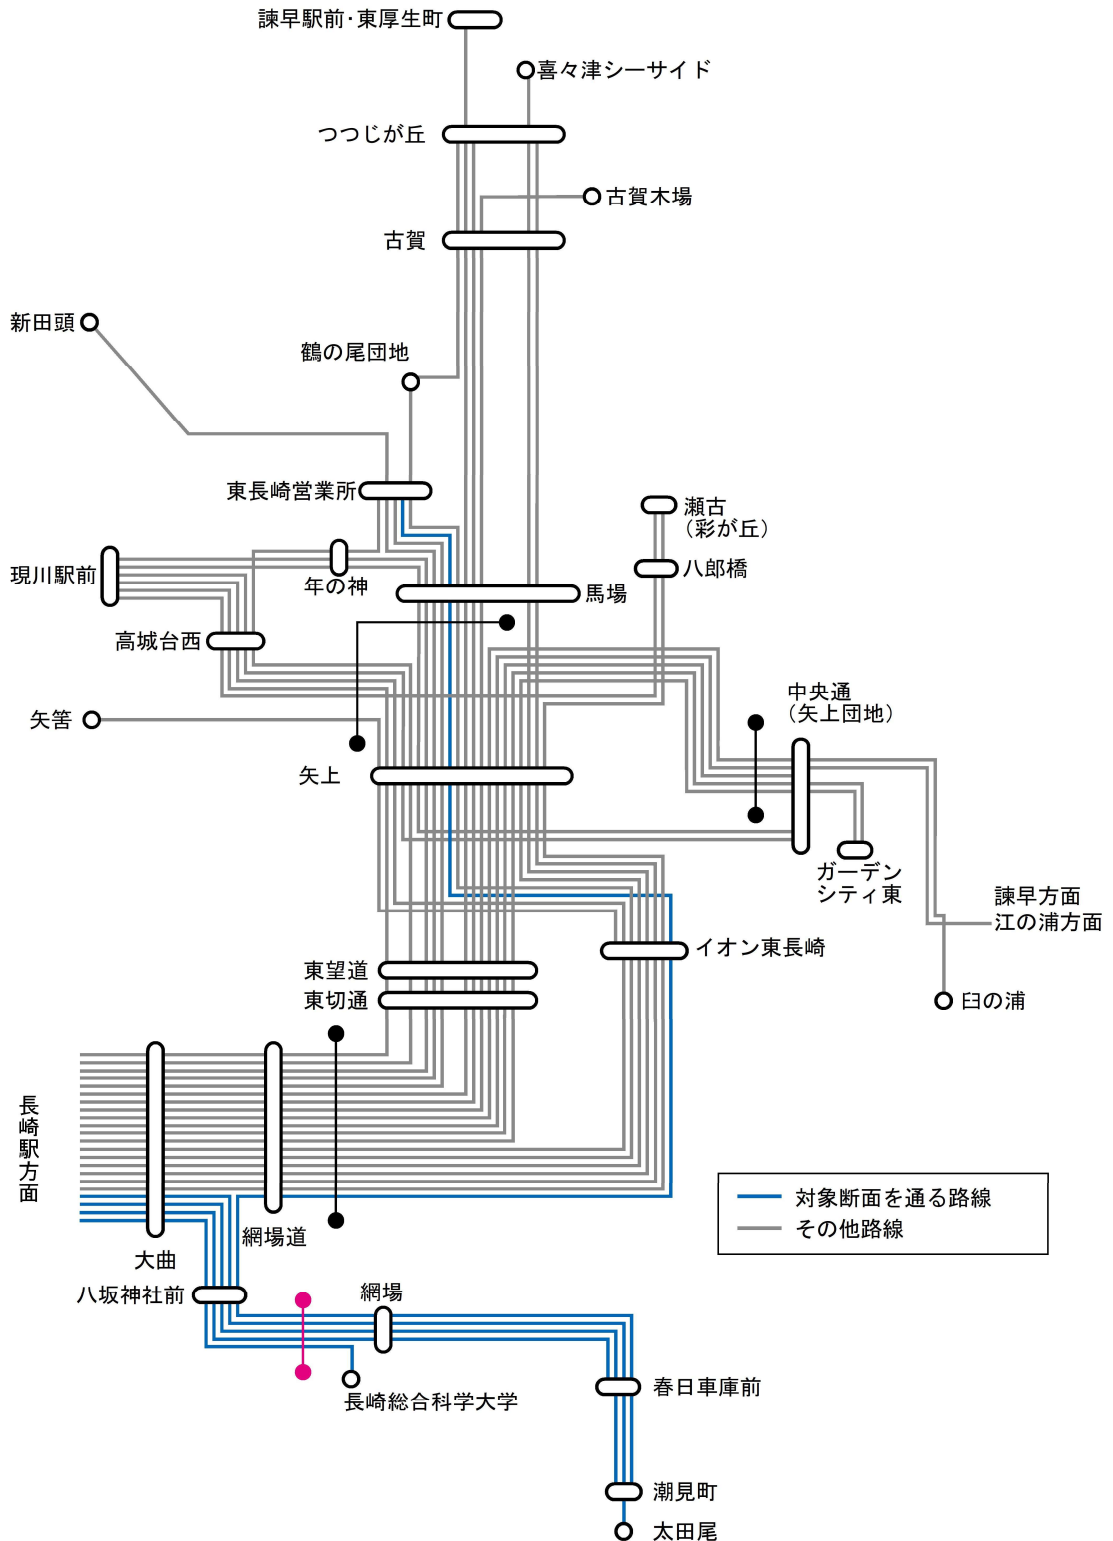 諫早駅前・東厚生町
喜々津シーサイド
つつじが丘
古賀木場
古賀
新田頭
鶴の尾団地
東長崎営業所
瀬古
（彩が丘）
現川駅前
八郎橋
年の神
馬場
高城台西
中央通
（矢上団地）
矢筈
矢上
ガーデン
シティ東
諫早方面
江の浦方面
イオン東長崎
東望道
東切通
臼の浦
長崎駅方面
対象断面を通る路線
その他路線
網場道
大曲
八坂神社前
網場
春日車庫前
長崎総合科学大学
潮見町
太田尾